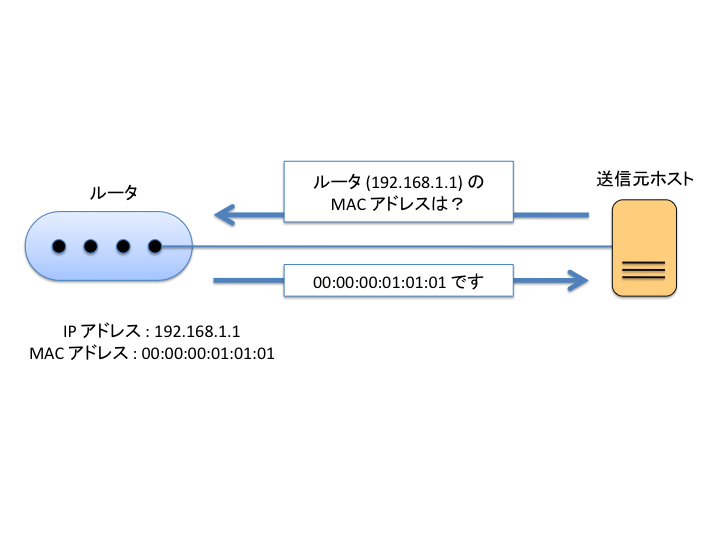 ルータ
ルータ (192.168.1.1) の
MAC アドレスは？
送信元ホスト
00:00:00:01:01:01 です
IP アドレス : 192.168.1.1
MAC アドレス : 00:00:00:01:01:01